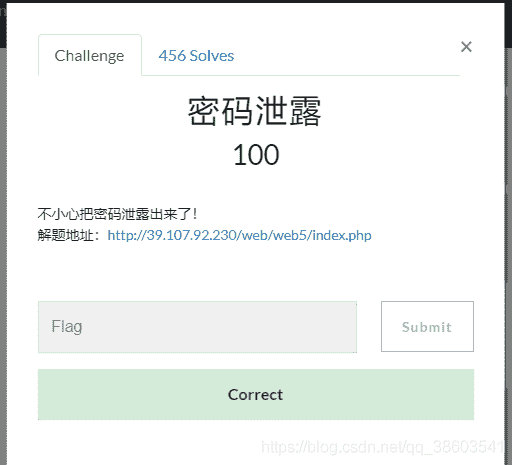 Challenge
456 Solves
×
密码泄露
100
不小心把密码泄露出来了!
解题地址：http://39.107.92.230/web/web5/index.php
Flag
Submit
Correct
https://blog.csdn.net/qq_38603541